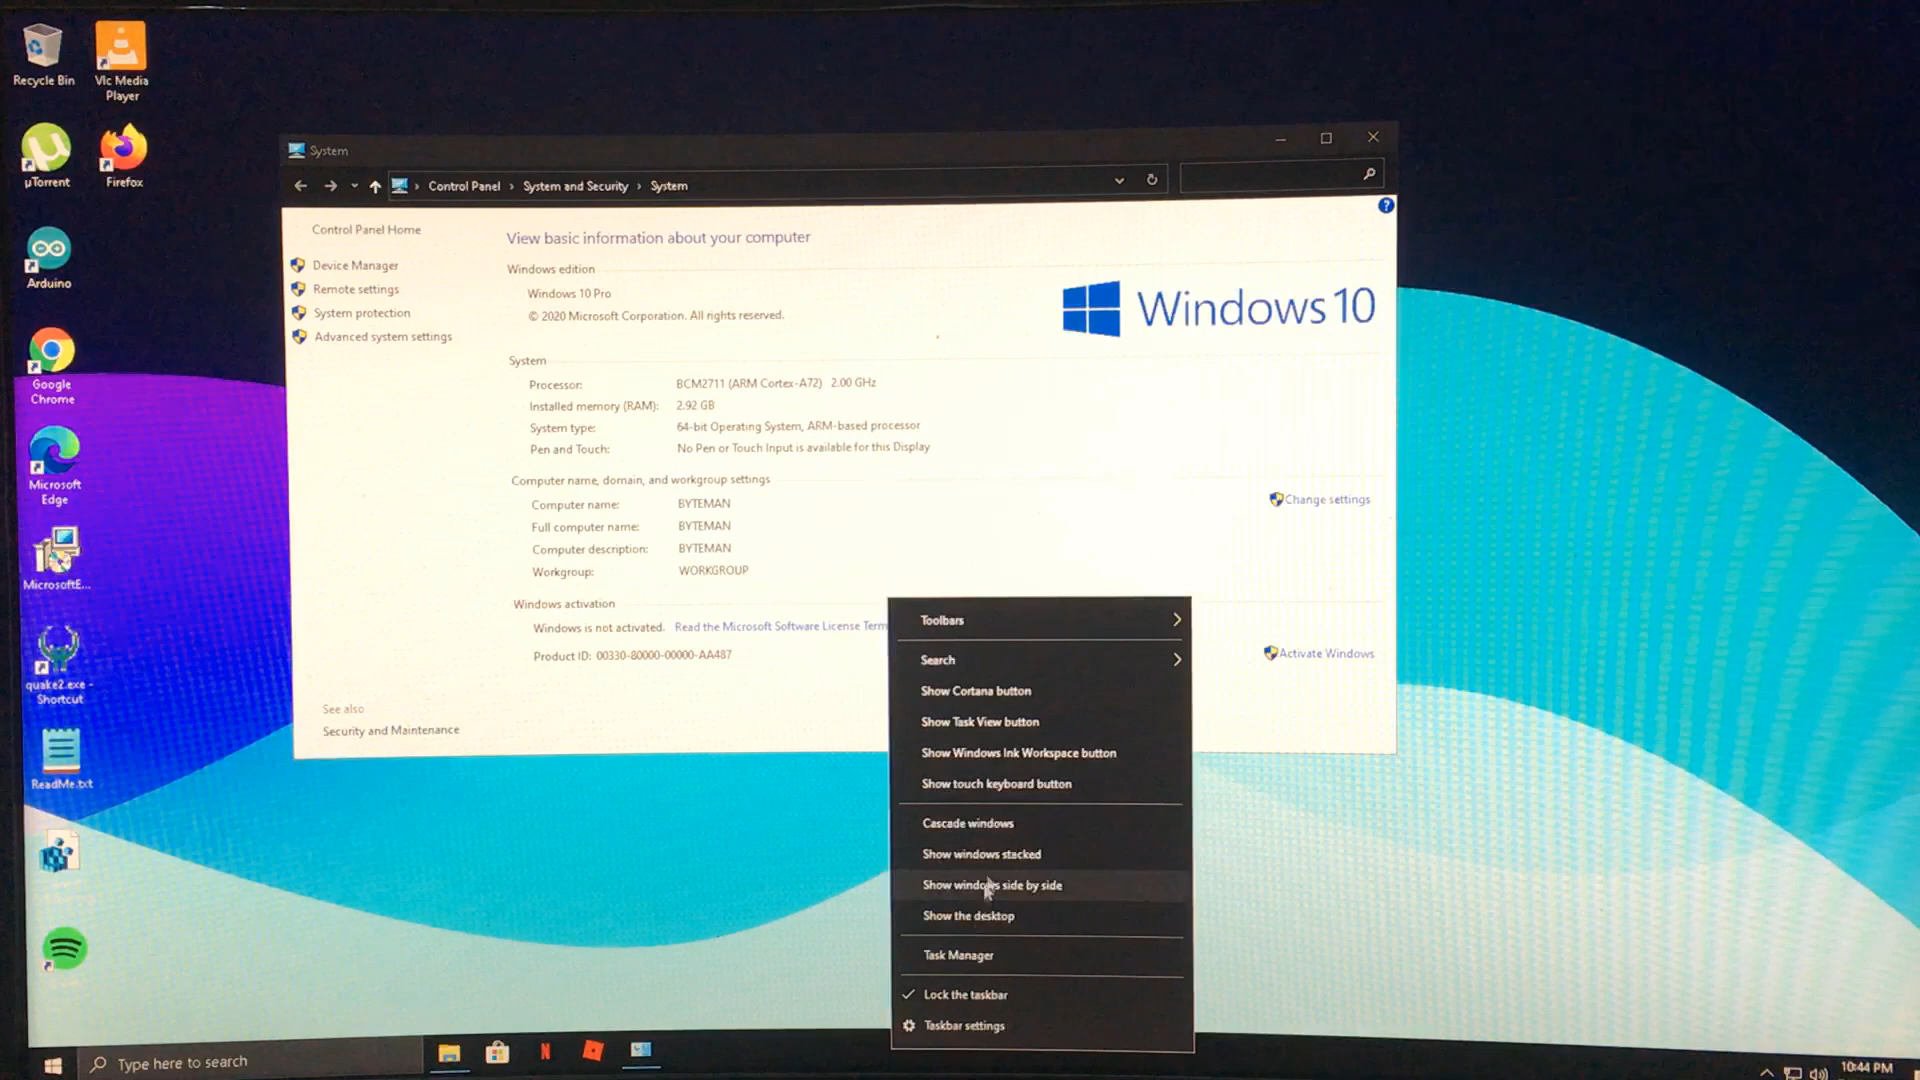 Recycle Bin
Vlc Media
Player
µTorrent
Firefox
Arduino
Google
Chrome
Microsoft
Edge
MicrosoftE...
quake2.exe -
Shortcut
ReadMe.txt
System
Control Panel > System and Security > System
Control Panel Home
Device Manager
Remote settings
System protection
Advanced system settings
See also
Security and Maintenance
View basic information about your computer
Windows edition
Windows 10 Pro
© 2020 Microsoft Corporation. All rights reserved.
Windows 10
System
Processor: BCM2711 (ARM Cortex-A72) 2.00 GHz
Installed memory (RAM): 2.92 GB
System type: 64-bit Operating System, ARM-based processor
Pen and Touch: No Pen or Touch Input is available for this Display
Computer name, domain, and workgroup settings
Computer name: BYTEMAN
Change settings
Full computer name: BYTEMAN
Computer description: BYTEMAN
Workgroup: WORKGROUP
Windows activation
Windows is not activated. Read the Microsoft Software License Term
Product ID: 00330-80000-00000-AA487
Activate Windows
Toolbars
Search
Show Cortana button
Show Task View button
Show Windows Ink Workspace button
Show touch keyboard button
Cascade windows
Show windows stacked
Show windows side by side
Show the desktop
Task Manager
Lock the taskbar
Taskbar settings
Type here to search
10:44 PM